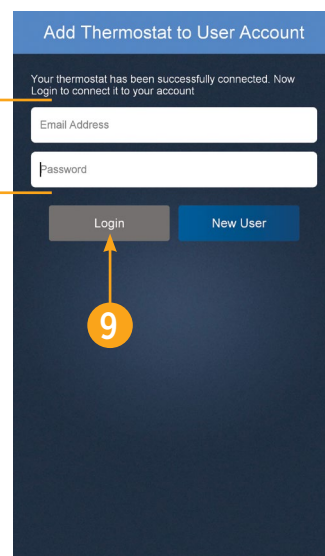 Add Thermostat to User Account
Your thermostat has been successfully connected. Now
Login to connect it to your account
Email Address
Password
Login New User
9